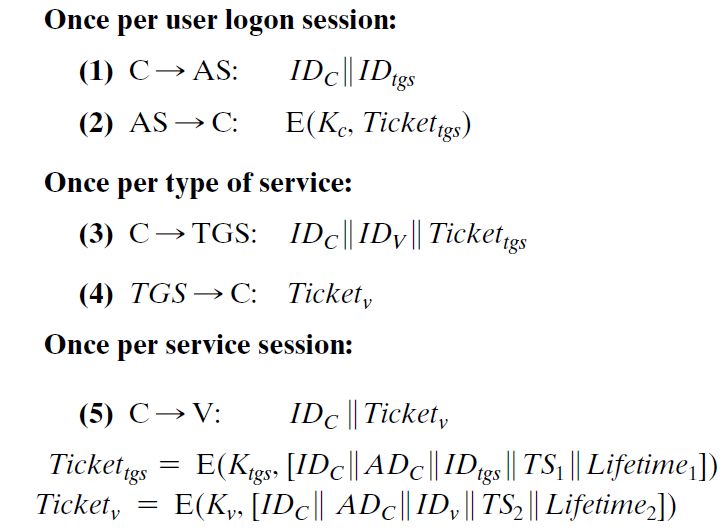 Once per user logon session:
(1) C → AS: ID_C || ID_tgs
(2) AS → C: E(K_c, Ticket_tgs)
Once per type of service:
(3) C → TGS: ID_C || ID_V || Ticket_tgs
(4) TGS → C: Ticket_v
Once per service session:
(5) C → V: ID_C || Ticket_v
Ticket_tgs = E(K_tgs, [ID_C || AD_C || ID_tgs || TS_1 || Lifetime_1])
Ticket_v = E(K_v, [ID_C || AD_C || ID_v || TS_2 || Lifetime_2])